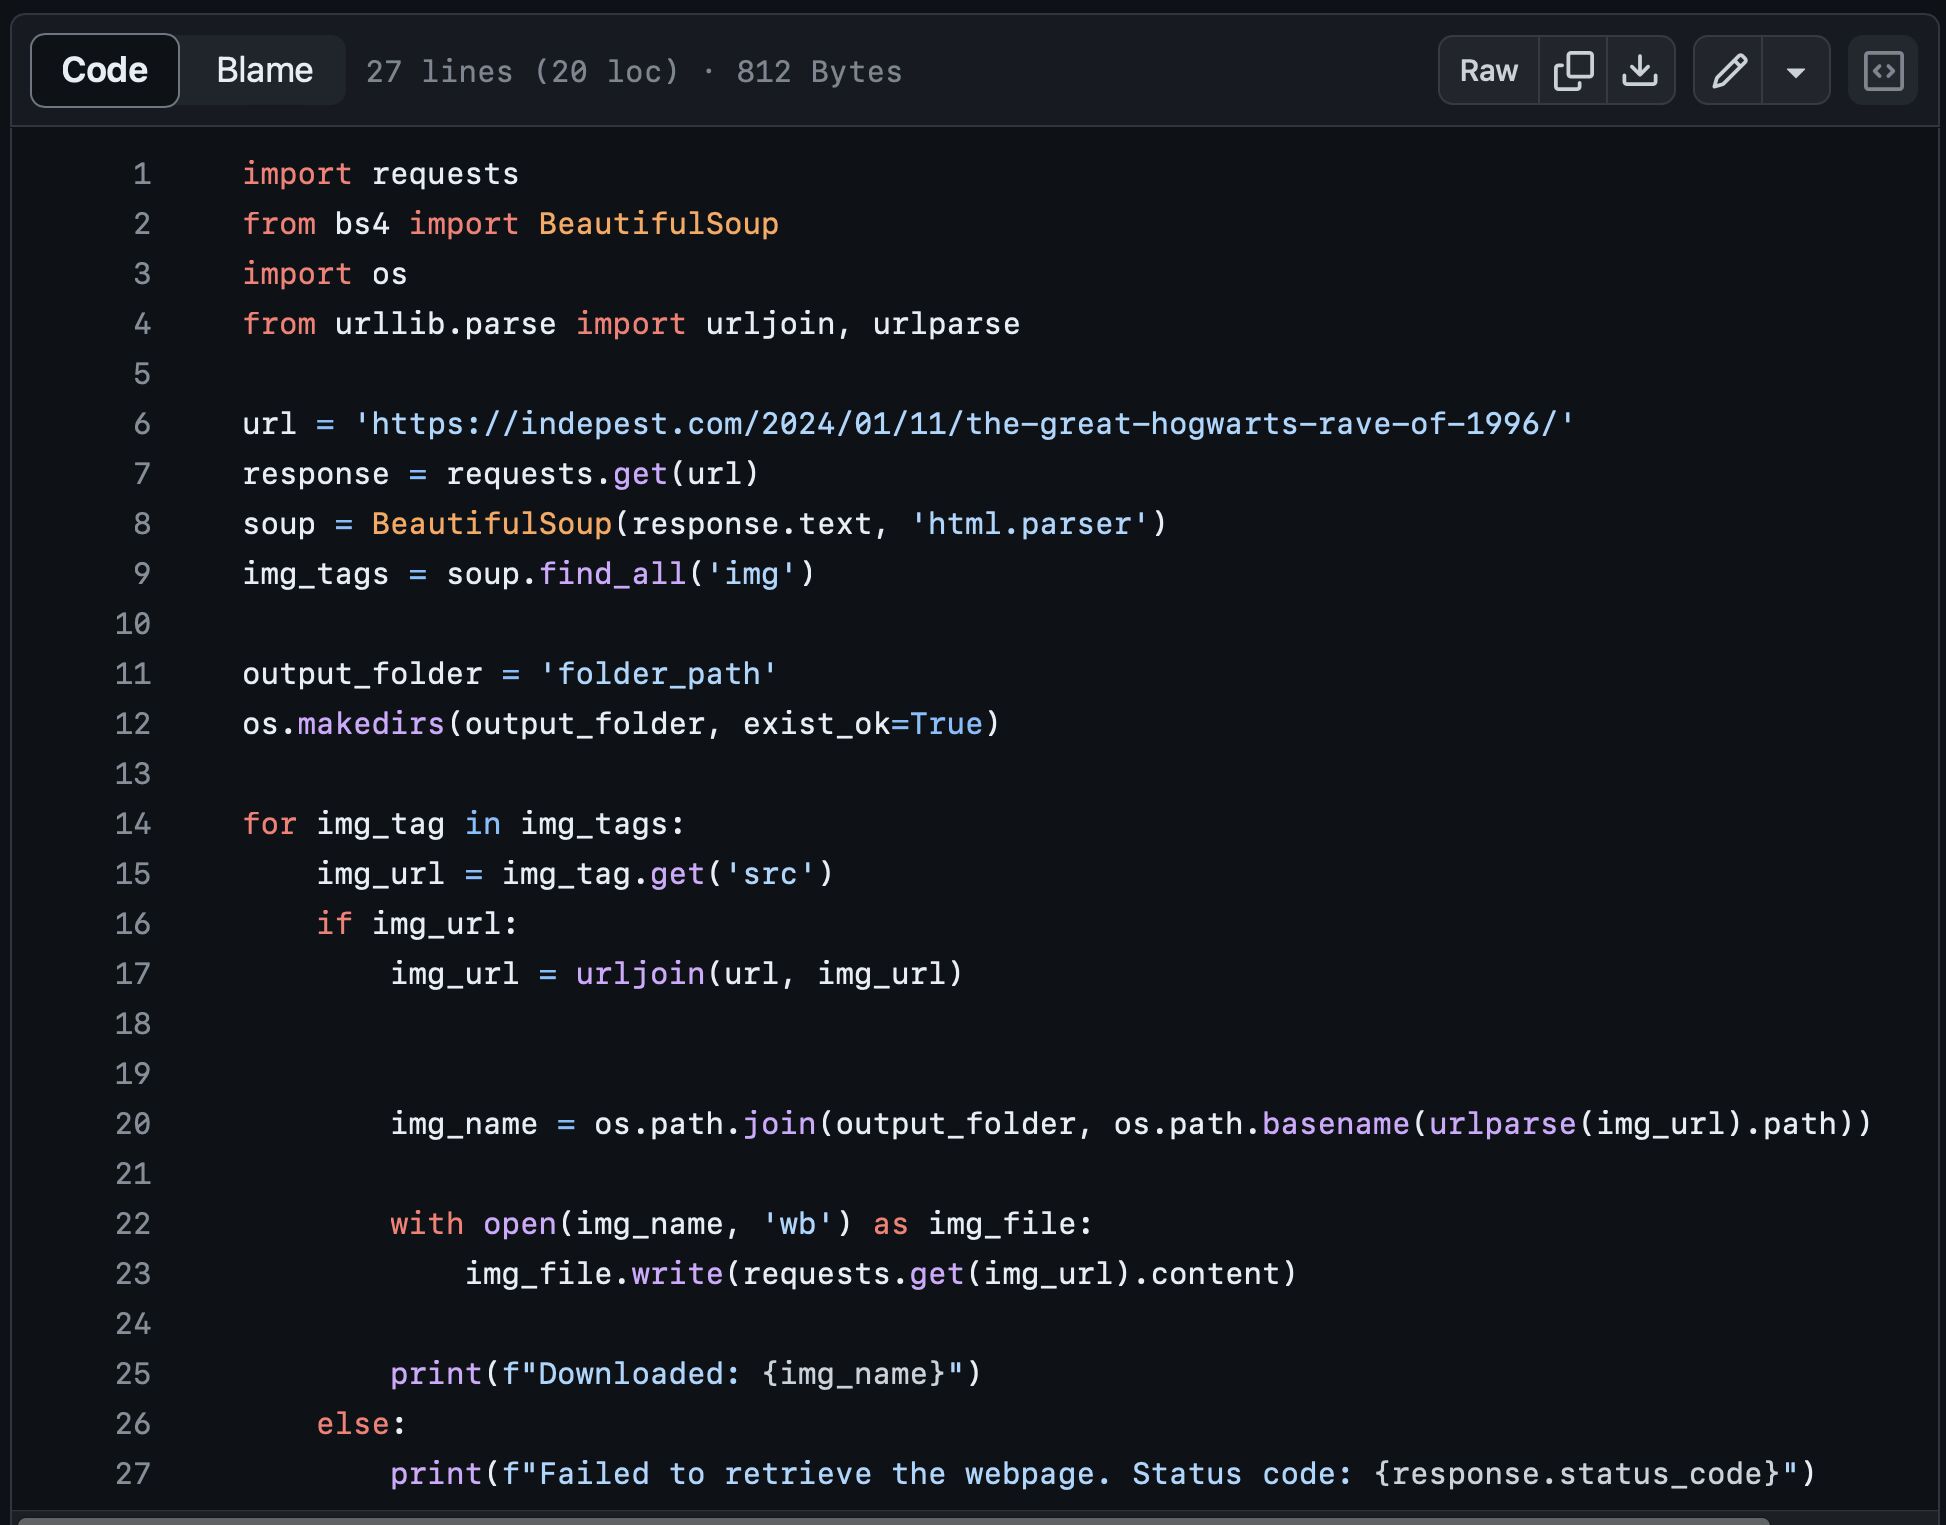 Code Blame 27 lines (20 loc) · 812 Bytes Raw
1 import requests
2 from bs4 import BeautifulSoup
3 import os
4 from urllib.parse import urljoin, urlparse
5
6 url = 'https://indepest.com/2024/01/11/the-great-hogwarts-rave-of-1996/'
7 response = requests.get(url)
8 soup = BeautifulSoup(response.text, 'html.parser')
9 img_tags = soup.find_all('img')
10
11 output_folder = 'folder_path'
12 os.makedirs(output_folder, exist_ok=True)
13
14 for img_tag in img_tags:
15     img_url = img_tag.get('src')
16     if img_url:
17         img_url = urljoin(url, img_url)
18
19
20         img_name = os.path.join(output_folder, os.path.basename(urlparse(img_url).path))
21
22         with open(img_name, 'wb') as img_file:
23             img_file.write(requests.get(img_url).content)
24
25         print(f"Downloaded: {img_name}")
26     else:
27         print(f"Failed to retrieve the webpage. Status code: {response.status_code}")